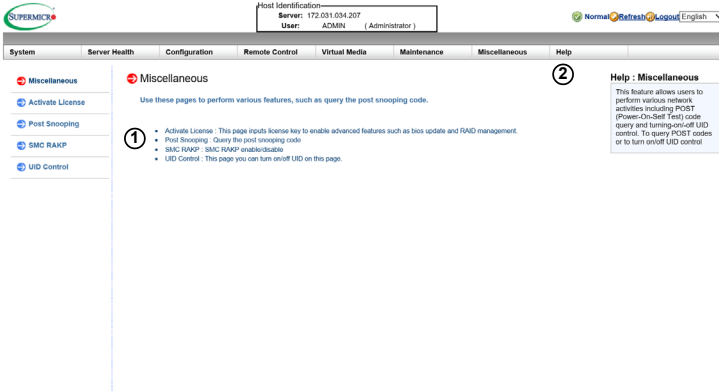 SUPERMICR
Host Identification
Server: 172.031.034.207
User: ADMIN ( Administrator )
Normal Refresh Logout English
System Server Health Configuration Remote Control Virtual Media Maintenance Miscellaneous Help
Miscellaneous
Activate License
Post Snooping
SMC RAKP
UID Control
Miscellaneous
Use these pages to perform various features, such as query the post snooping code.
1
Activate License : This page inputs license key to enable advanced features such as bios update and RAID management.
Post Snooping : Query the post snooping code
SMC RAKP : SMC RAKP enable/disable
UID Control : This page you can turn on/off UID on this page.
2
Help : Miscellaneous
This feature allows users to
perform various network
activities including POST
(Power-On-Self Test) code
query and turning-on/-off UID
control. To query POST codes
or to turn on/off UID control